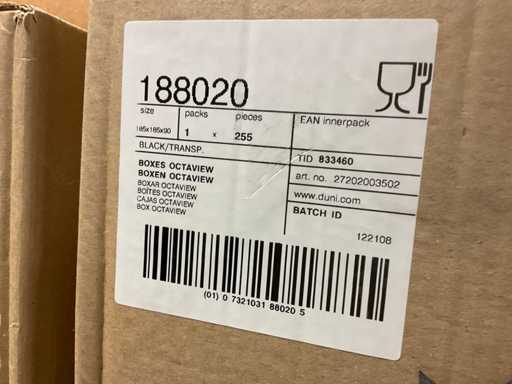 188020
size packs pieces EAN innerpack
185x185x90 1 x 255
BLACK/TRANSP. TID 833460
BOXES OCTAVIEW art. no. 27202003502
BOXEN OCTAVIEW www.duni.com
BOXAR OCTAVIEW BATCH ID
BOÎTES OCTAVIEW
CAJAS OCTAVIEW
BOX OCTAVIEW 122108
(01) 0 7321031 88020 5